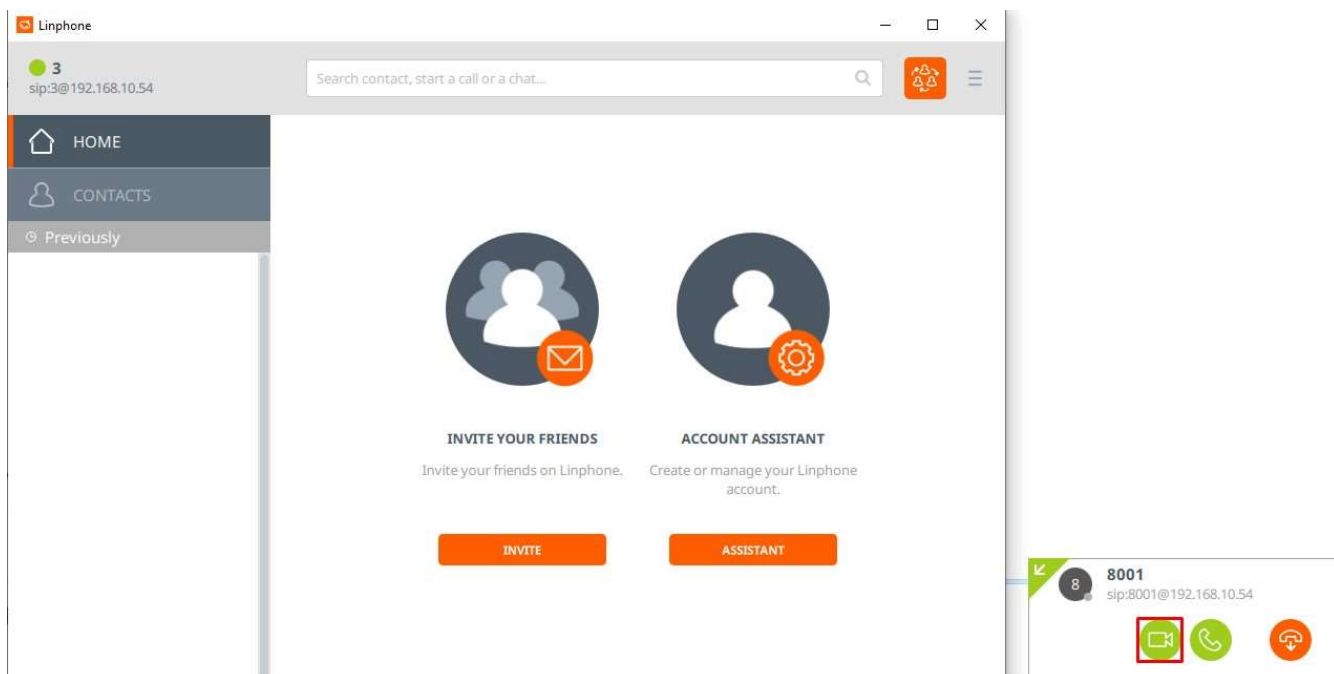 Linphone
3
sip:3@192.168.10.54
Search contact, start a call or a chat...
HOME
CONTACTS
Previously
INVITE YOUR FRIENDS
Invite your friends on Linphone.
INVITE
ACCOUNT ASSISTANT
Create or manage your Linphone
account.
ASSISTANT
8
8001
sip:8001@192.168.10.54